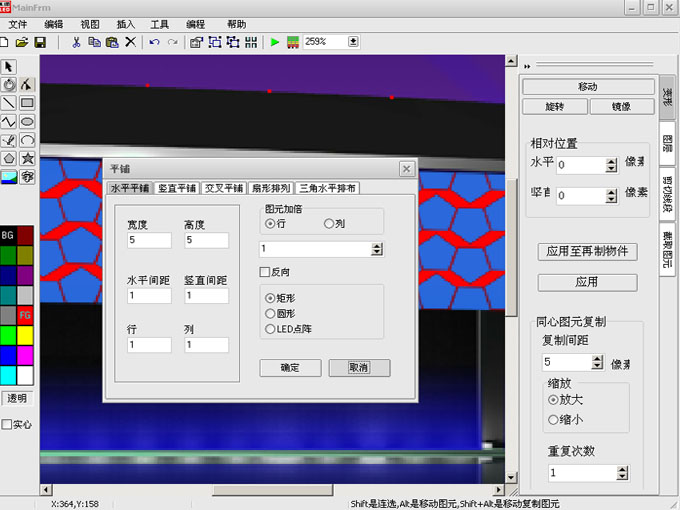 MainFrm
文件 编辑 视图 插入 工具 编程 帮助
259%
移动
旋转 镜像
变形
图层
剪切线段
截取图元
相对位置
水平 0 像素
竖直 0 像素
应用至再制物件
应用
同心图元复制
复制间距
5 像素
缩放
放大
缩小
重复次数
1
平铺
水平平铺 竖直平铺 交叉平铺 扇形排列 三角水平排布
宽度 高度
5 5
水平间距 竖直间距
1 1
行 列
1 1
图元加倍
行 列
1
反向
矩形
圆形
LED点阵
确定 取消
BG
FG
透明
实心
X:364,Y:158
Shift是连选,Alt是移动图元,Shift+Alt是移动复制图元